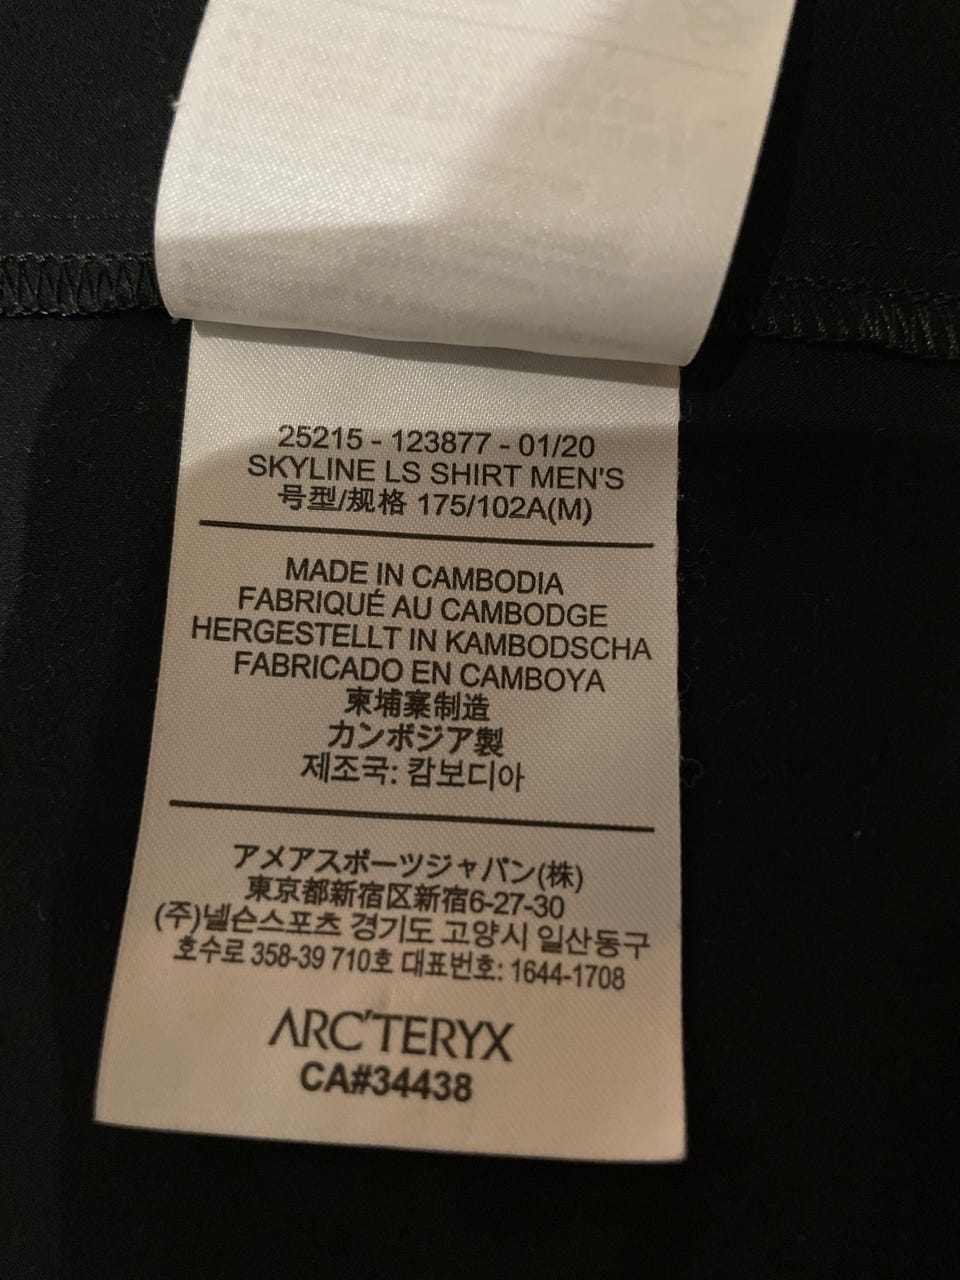 25215 - 123877 - 01/20
SKYLINE LS SHIRT MEN'S
号型/规格 175/102A(M)
MADE IN CAMBODIA
FABRIQUÉ AU CAMBODGE
HERGESTELLT IN KAMBODSCHA
FABRICADO EN CAMBOYA
柬埔寨制造
カンボジア製
제조국: 캄보디아
アメアスポーツジャパン(株)
東京都新宿区新宿6-27-30
(주)넬슨스포츠 경기도 고양시 일산동구
호수로 358-39 710호 대표번호: 1644-1708
ARC'TERYX
CA#34438